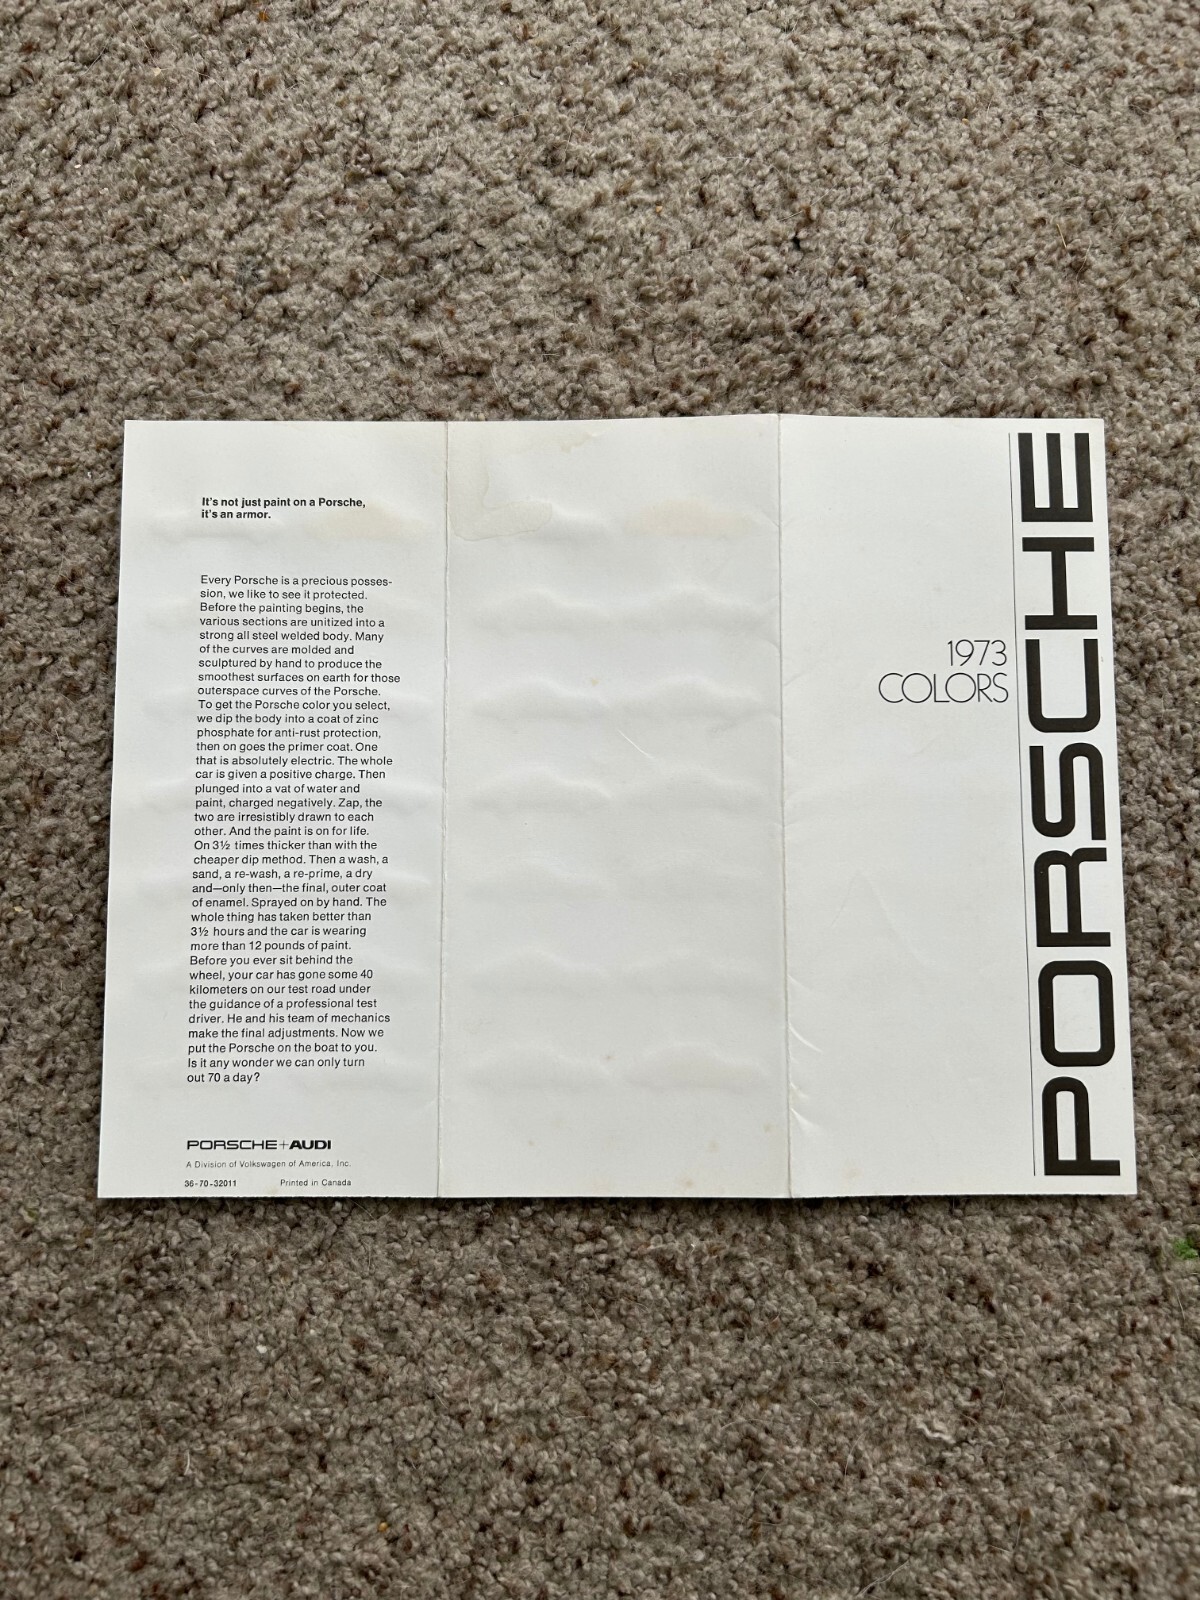 It's not just paint on a Porsche,
it's an armor.
Every Porsche is a precious posses-
sion, we like to see it protected.
Before the painting begins, the
various sections are unitized into a
strong all steel welded body. Many
of the curves are molded and
sculptured by hand to produce the
smoothest surfaces on earth for those
outerspace curves of the Porsche.
To get the Porsche color you select,
we dip the body into a coat of zinc
phosphate for anti-rust protection,
then on goes the primer coat. One
that is absolutely electric. The whole
car is given a positive charge. Then
plunged into a vat of water and
paint, charged negatively. Zap, the
two are irresistibly drawn to each
other. And the paint is on for life.
On 3½ times thicker than with the
cheaper dip method. Then a wash, a
sand, a re-wash, a re-prime, a dry
and—only then—the final, outer coat
of enamel. Sprayed on by hand. The
whole thing has taken better than
3½ hours and the car is wearing
more than 12 pounds of paint.
Before you ever sit behind the
wheel, your car has gone some 40
kilometers on our test road under
the guidance of a professional test
driver. He and his team of mechanics
make the final adjustments. Now we
put the Porsche on the boat to you.
Is it any wonder we can only turn
out 70 a day?
PORSCHE+AUDI
A Division of Volkswagen of America, Inc.
36-70-32011 Printed in Canada
1973
COLORS
PORSCHE